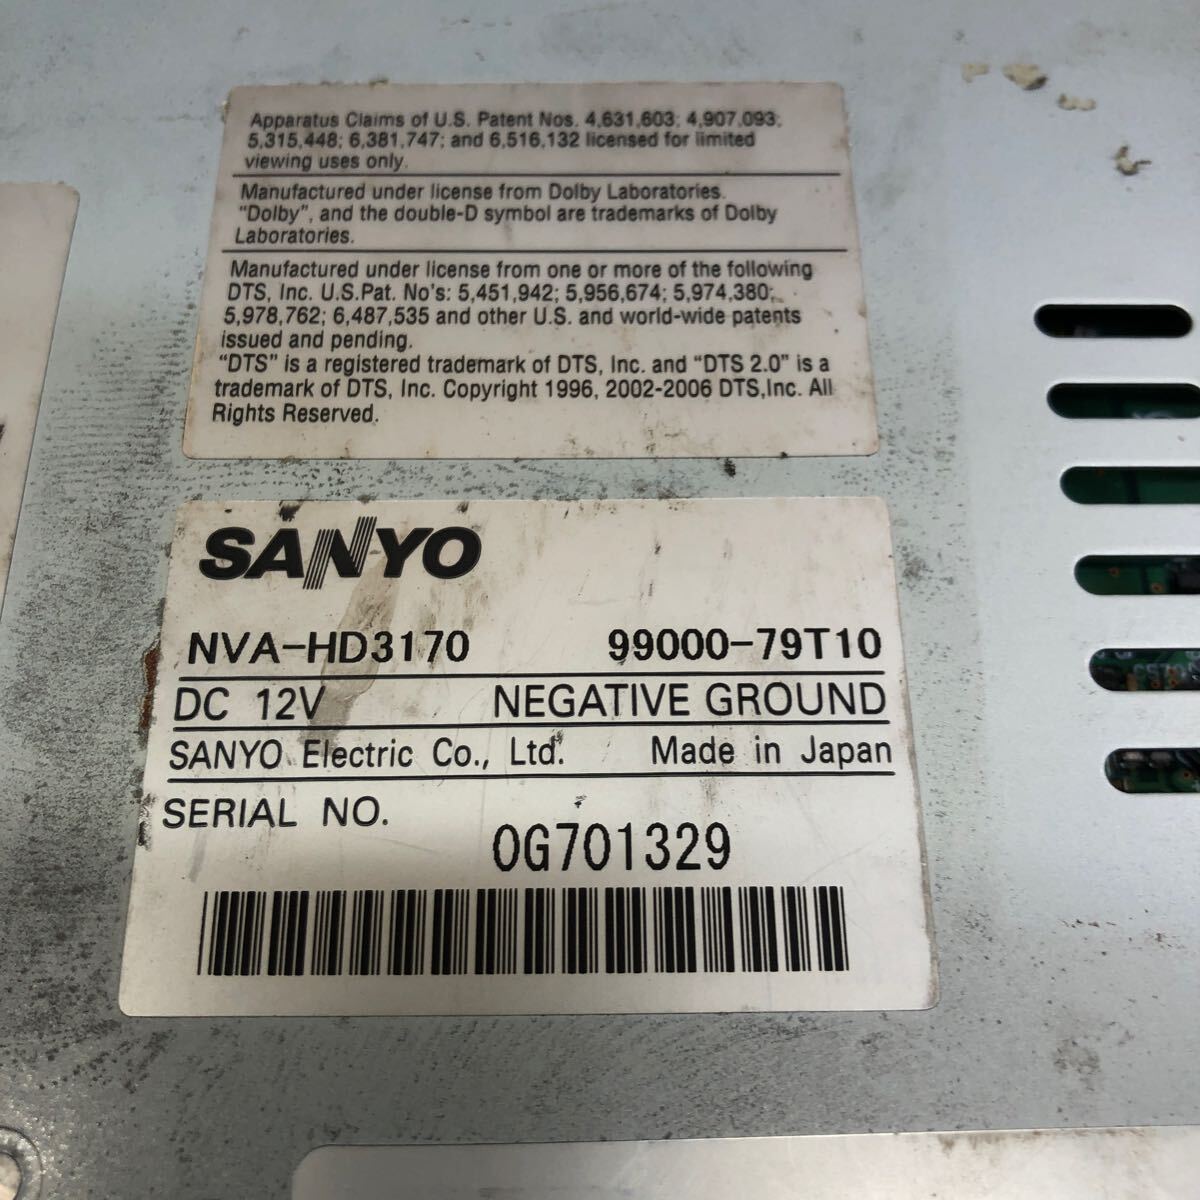 Apparatus Claims of U.S. Patent Nos. 4,631,603; 4,907,093;
5,315,448; 6,381,747; and 6,516,132 licensed for limited
viewing uses only.
Manufactured under license from Dolby Laboratories.
"Dolby", and the double-D symbol are trademarks of Dolby
Laboratories.
Manufactured under license from one or more of the following
DTS, Inc. U.S.Pat. No's: 5,451,942; 5,956,674; 5,974,380;
5,978,762; 6,487,535 and other U.S. and world-wide patents
issued and pending.
"DTS" is a registered trademark of DTS, Inc. and "DTS 2.0" is a
trademark of DTS, Inc. Copyright 1996, 2002-2006 DTS,Inc. All
Rights Reserved.
SANYO
NVA-HD3170 99000-79T10
DC 12V NEGATIVE GROUND
SANYO Electric Co., Ltd. Made in Japan
SERIAL NO.
0G701329